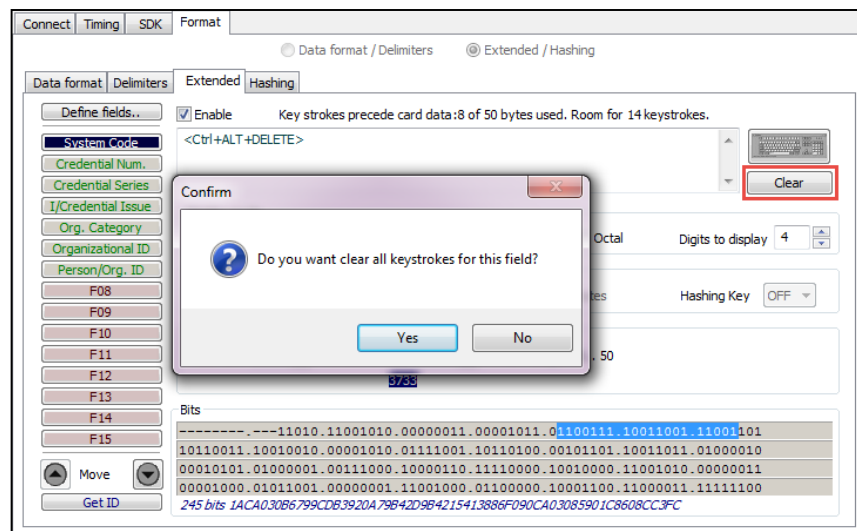 Connect Timing SDK Format
Data format / Delimiters Extended / Hashing
Data format Delimiters Extended Hashing
Define fields.. Enable Key strokes precede card data:8 of 50 bytes used. Room for 14 keystrokes.
System Code <Ctrl+ALT+DELETE>
Credential Num.
Credential Series Confirm Clear
I/Credential Issue
Org. Category Octal Digits to display 4
Organizational ID Do you want clear all keystrokes for this field?
Person/Org. ID
F08 Hashing Key OFF
F09
F10 Yes No
F11 . 50
F12 3733
F13
F14 Bits
F15 --------.---11010.11001010.00000011.00001011.01100111.10011001.11001101
10110011.10010010.00001010.01111001.10110100.00101101.10011011.01000010
Move 00010101.01000001.00111000.10000110.11110000.10010000.11001010.00000011
00001000.01011001.00000001.11001000.01100000.10001100.11000011.11111100
Get ID 245 bits 1ACA030B6799CDB3920A79B42D9B4215413886F090CA03085901C8608CC3FC